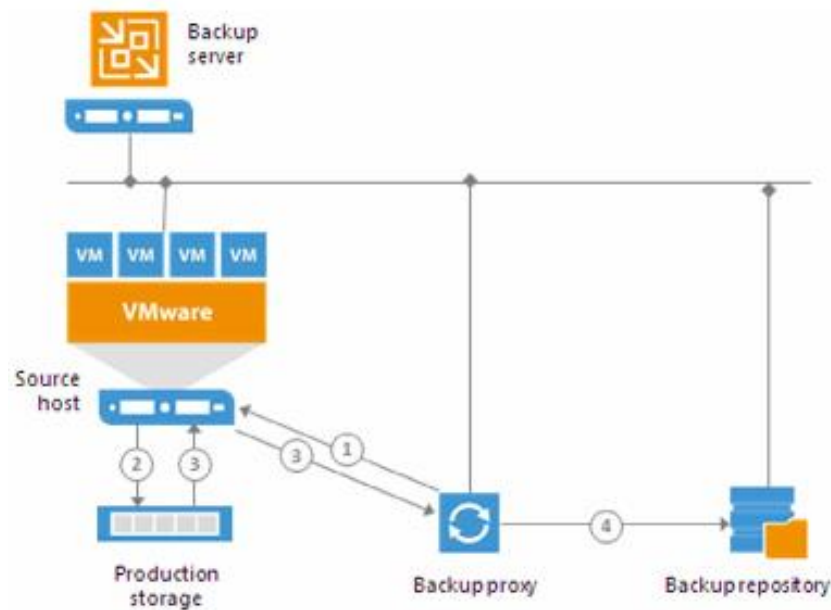 Backup
server
VM VM VM VM
VMware
Source
host
1
3
2
3
4
Production
storage
Backup proxy
Backup repository